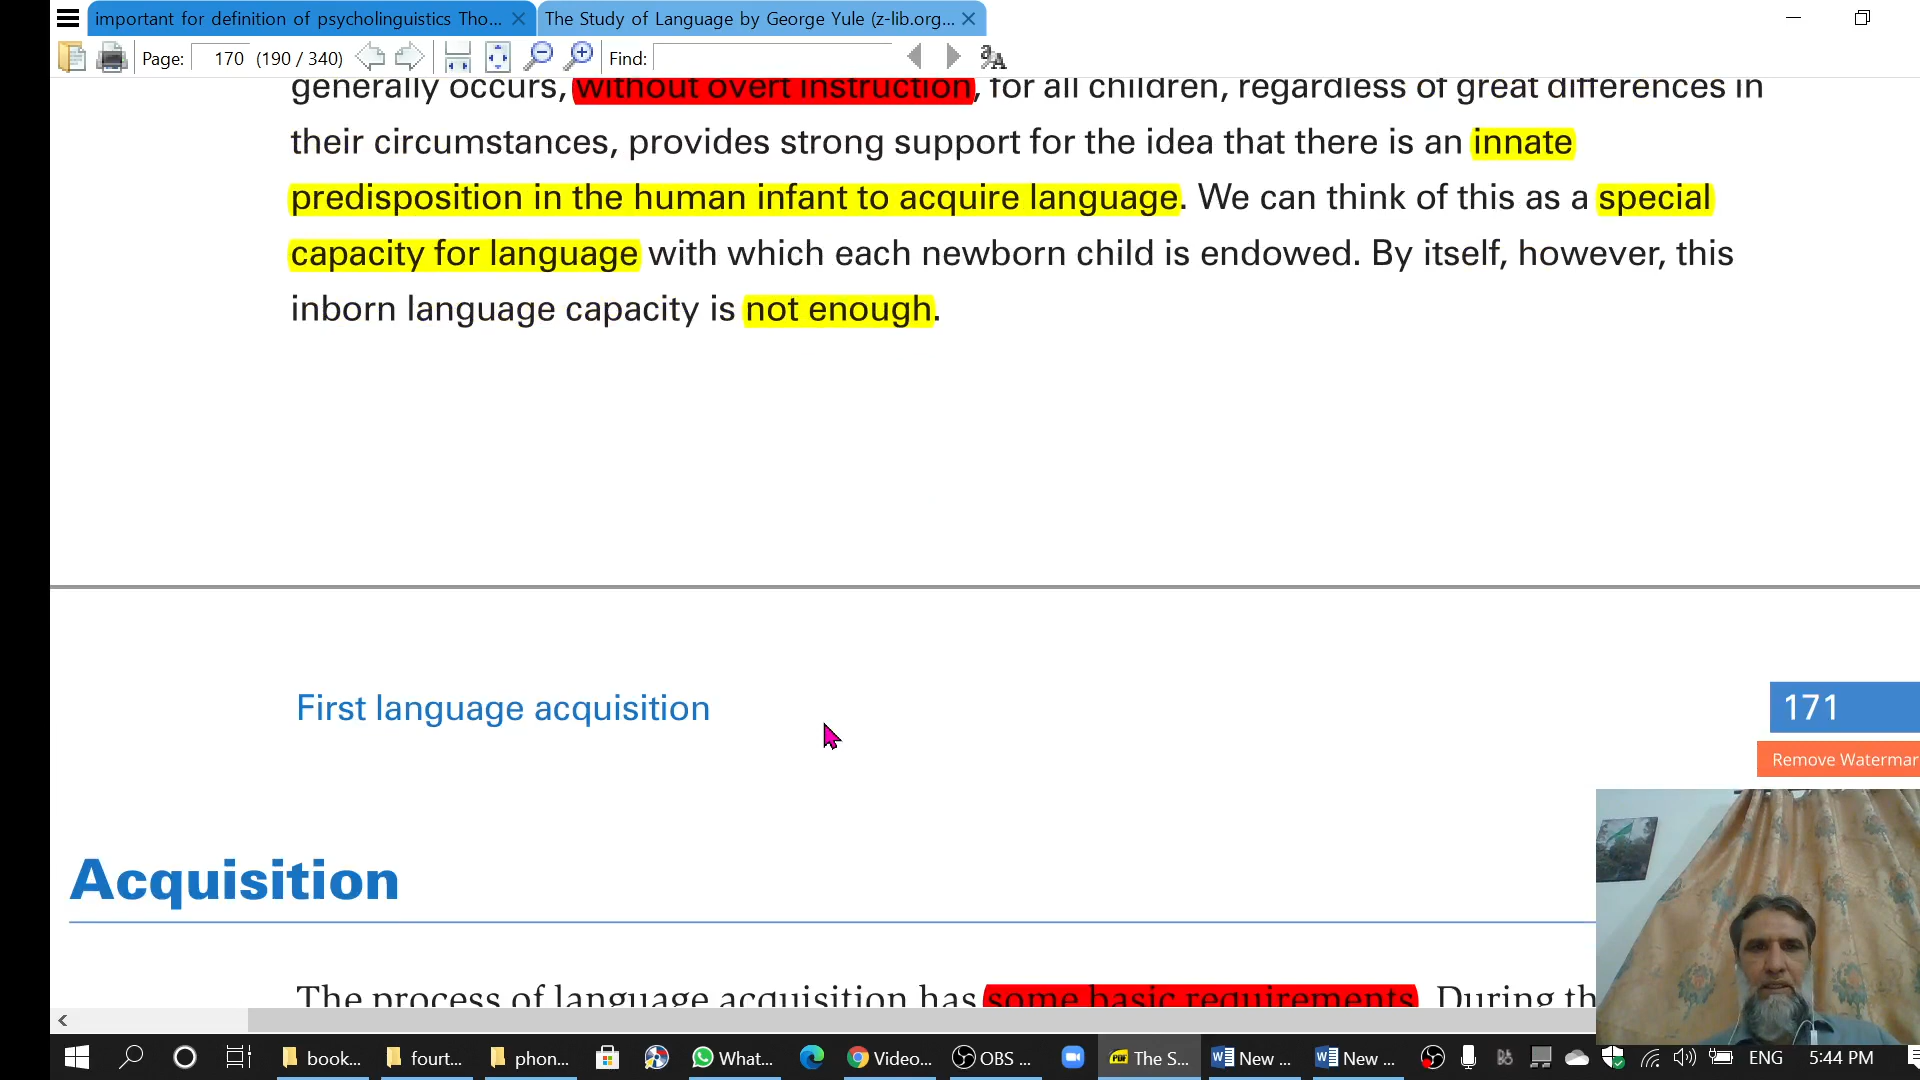 important for definition of psycholinguistics Tho...
The Study of Language by George Yule (z-lib.org...
Page: 170 (190 / 340) Find:
generally occurs, without overt instruction, for all children, regardless of great differences in
their circumstances, provides strong support for the idea that there is an innate
predisposition in the human infant to acquire language. We can think of this as a special
capacity for language with which each newborn child is endowed. By itself, however, this
inborn language capacity is not enough.
First language acquisition
171
Remove Watermar
Acquisition
The process of language acquisition has some basic requirements. During th
book...
fourt...
phon...
What...
Video...
OBS ...
The S...
New ...
New ...
ENG
5:44 PM